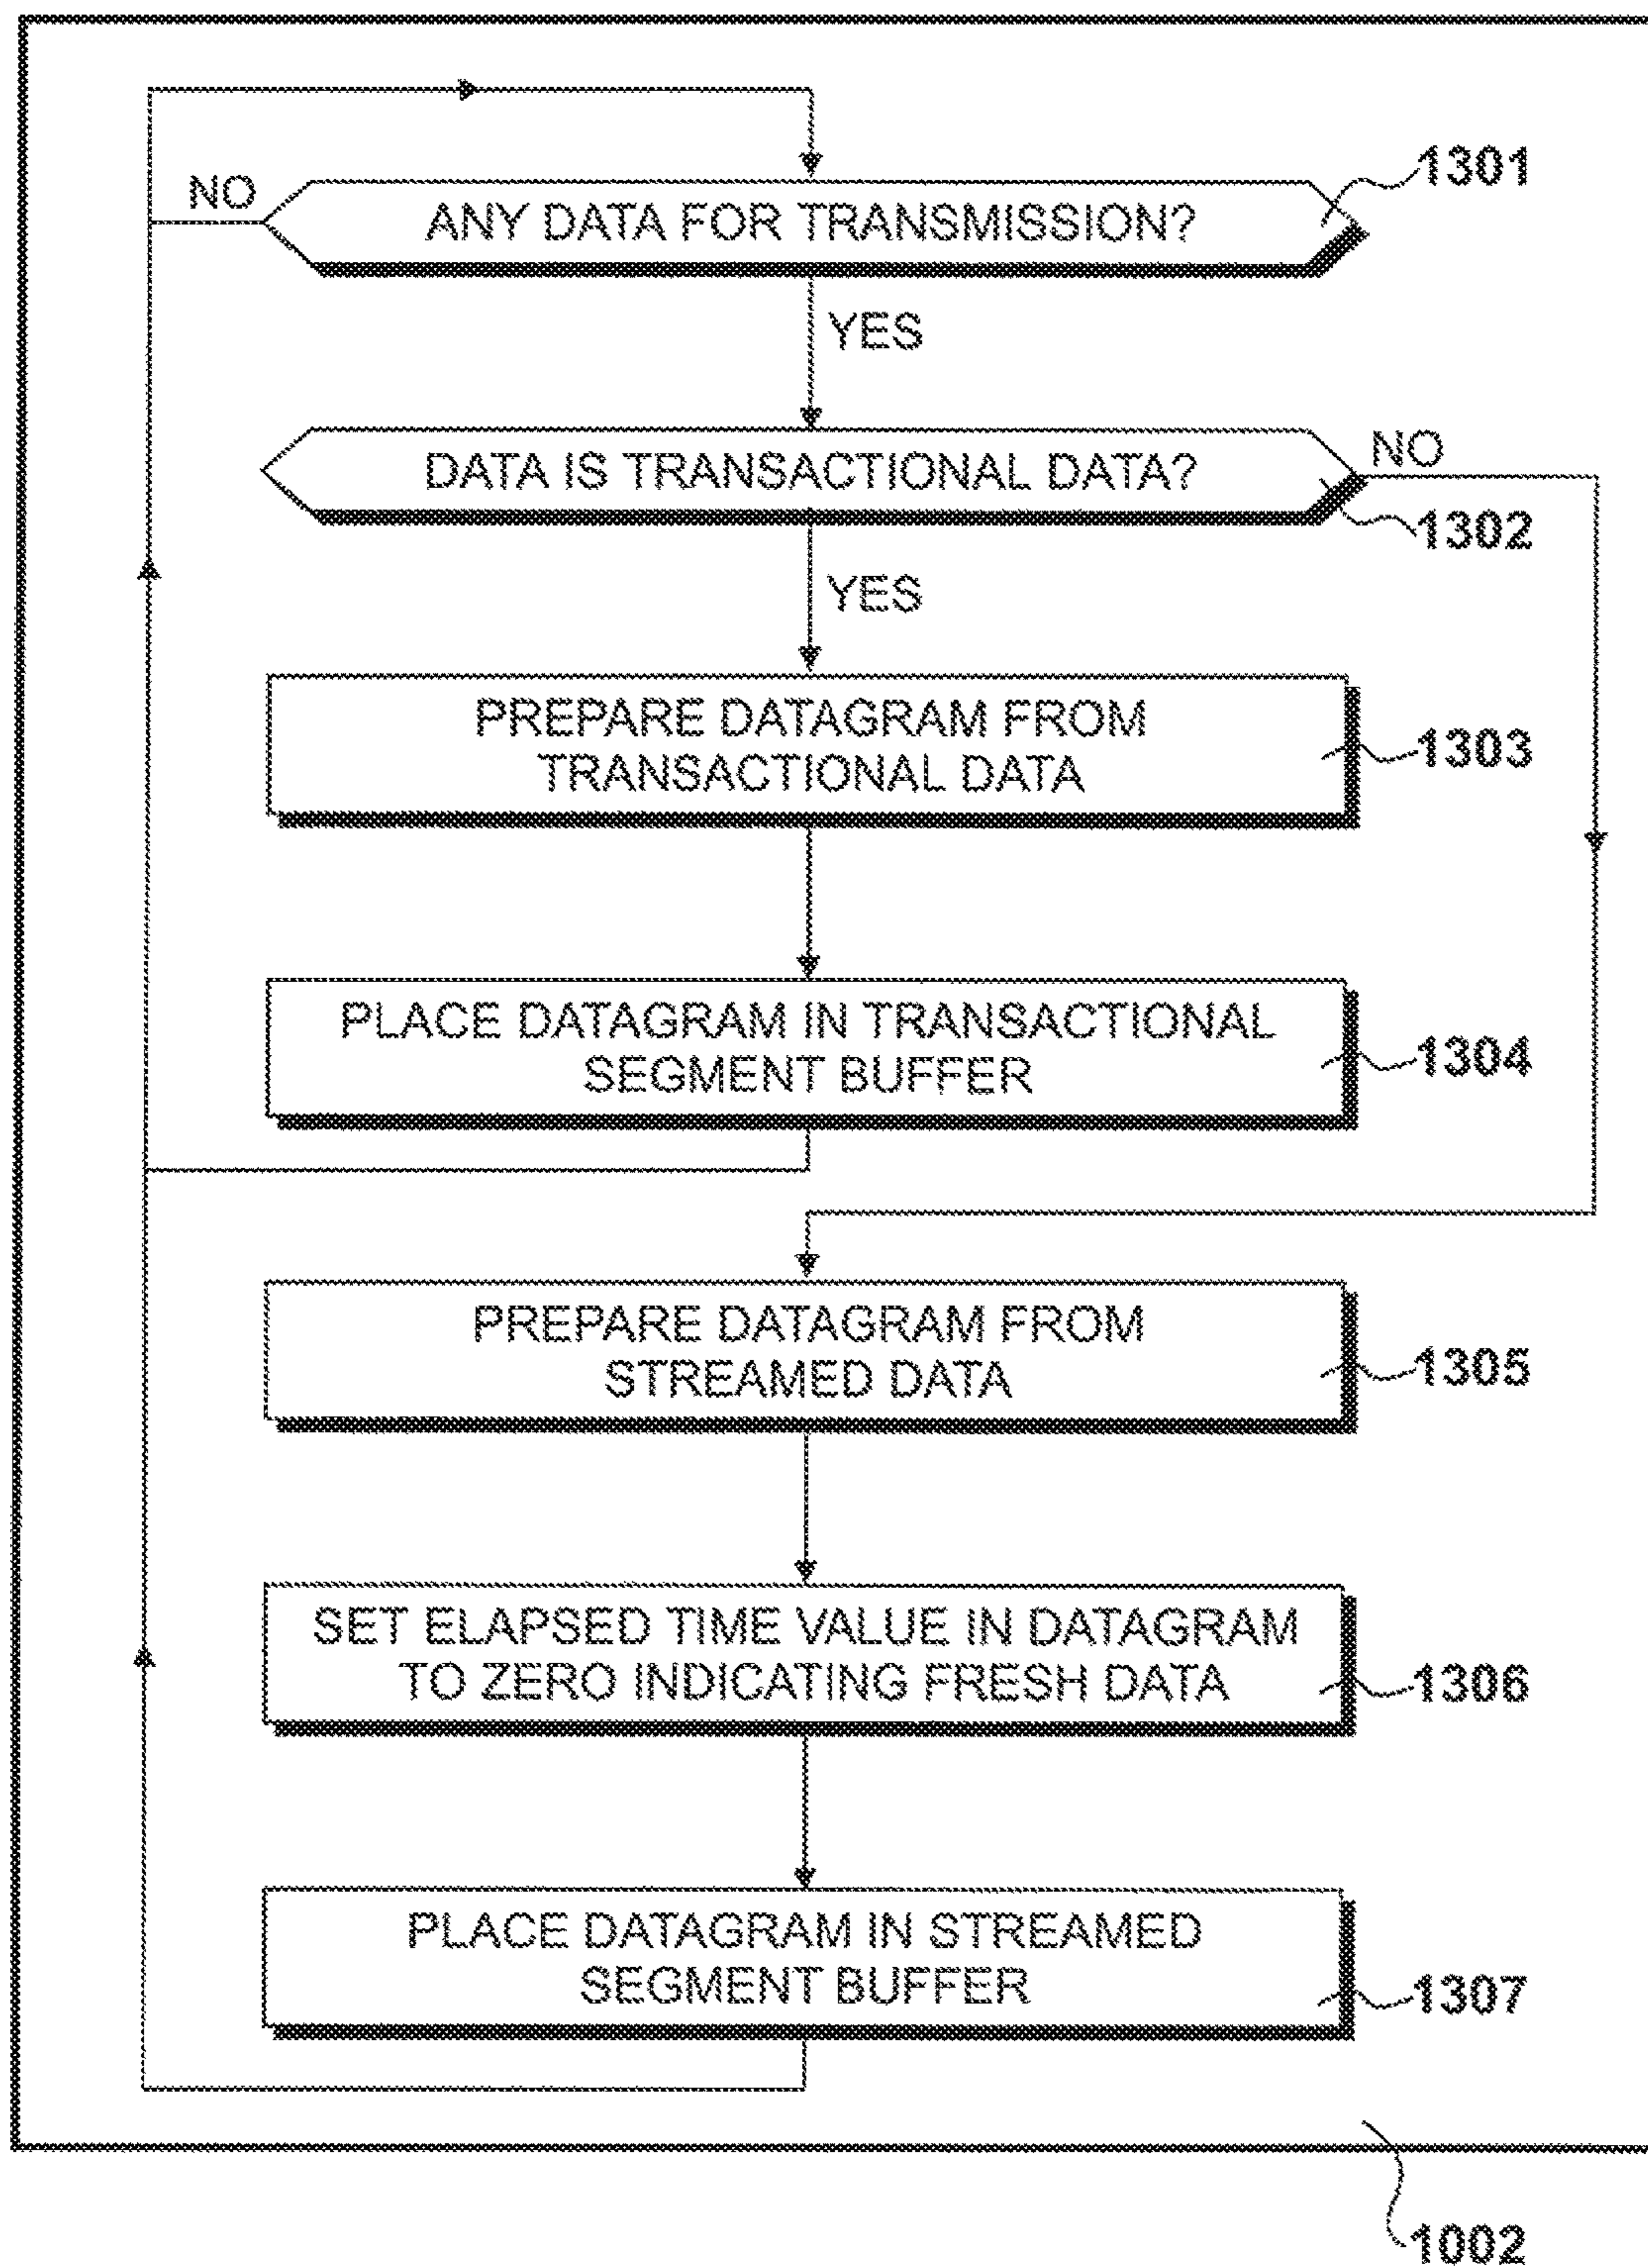 1301
NO
ANY DATA FOR TRANSMISSION?
YES
NO
DATA IS TRANSACTIONAL DATA?
1302
YES
PREPARE DATAGRAM FROM
TRANSACTIONAL DATA
1303
PLACE DATAGRAM IN TRANSACTIONAL
SEGMENT BUFFER
1304
PREPARE DATAGRAM FROM
STREAMED DATA
1305
SET ELAPSED TIME VALUE IN DATAGRAM
TO ZERO INDICATING FRESH DATA
1306
PLACE DATAGRAM IN STREAMED
SEGMENT BUFFER
1307
1002